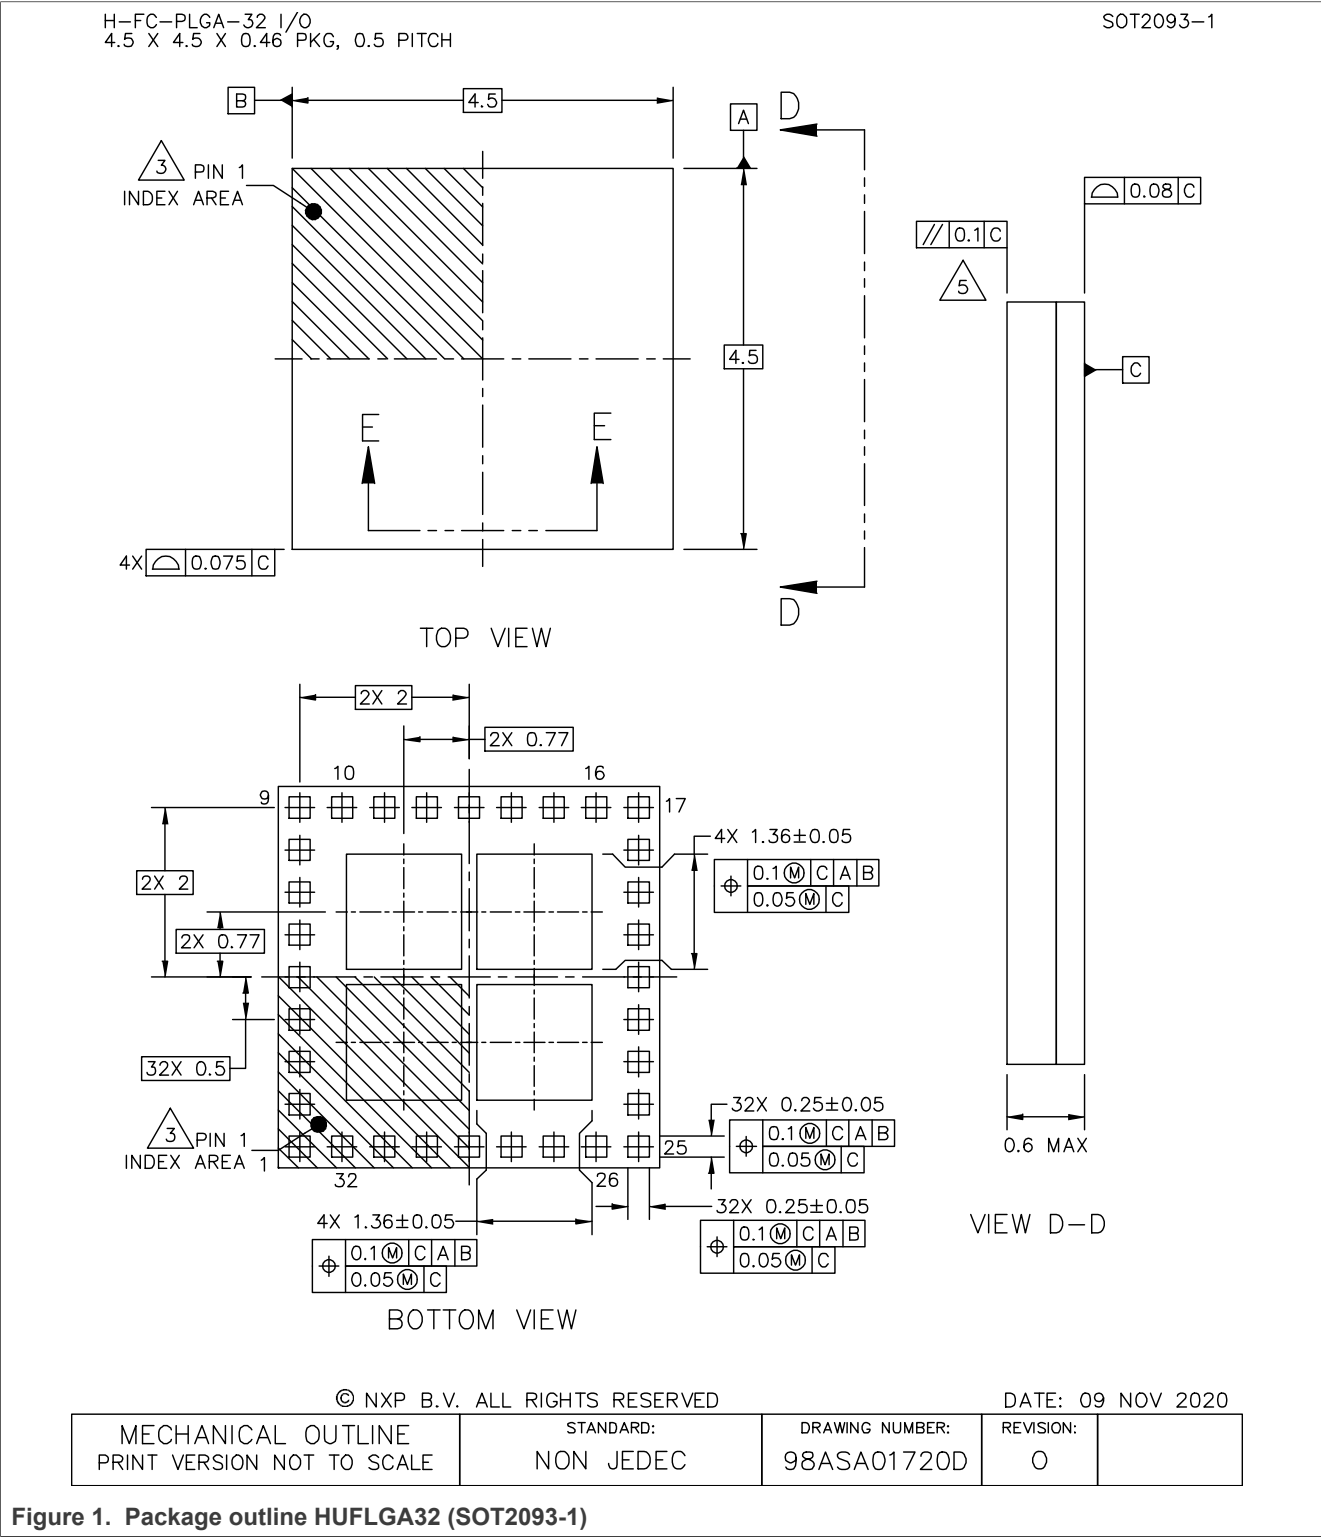 H-FC-PLGA-32 I/O
4.5 X 4.5 X 0.46 PKG, 0.5 PITCH
SOT2093-1
B
4.5
A
D
3
PIN 1
INDEX AREA
0.08 C
// 0.1 C
5
4.5
C
E
E
4X 0.075 C
D
TOP VIEW
2X 2
2X 0.77
10
16
9
17
4X 1.36±0.05
0.1 Ⓜ C A B
0.05 Ⓜ C
2X 2
2X 0.77
32X 0.5
3
PIN 1
INDEX AREA
1
32
26
25
32X 0.25±0.05
0.1 Ⓜ C A B
0.05 Ⓜ C
0.6 MAX
32X 0.25±0.05
0.1 Ⓜ C A B
0.05 Ⓜ C
4X 1.36±0.05
0.1 Ⓜ C A B
0.05 Ⓜ C
VIEW D-D
BOTTOM VIEW
© NXP B.V. ALL RIGHTS RESERVED
DATE: 09 NOV 2020
MECHANICAL OUTLINE
PRINT VERSION NOT TO SCALE
STANDARD:
NON JEDEC
DRAWING NUMBER:
98ASA01720D
REVISION:
O
Figure 1. Package outline HUFLGA32 (SOT2093-1)